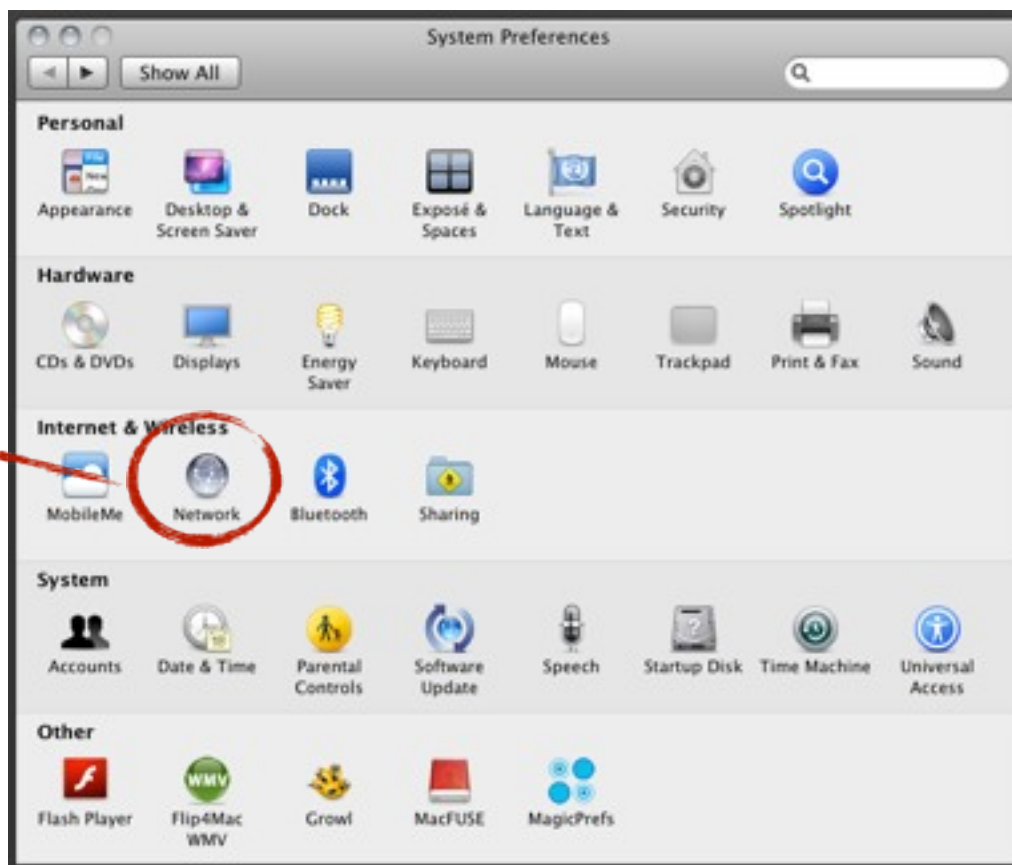 System Preferences
Show All
Personal
Appearance
Desktop &
Screen Saver
Dock
Exposé &
Spaces
Language &
Text
Security
Spotlight
Hardware
CDs & DVDs
Displays
Energy
Saver
Keyboard
Mouse
Trackpad
Print & Fax
Sound
Internet & Wireless
MobileMe
Network
Bluetooth
Sharing
System
Accounts
Date & Time
Parental
Controls
Software
Update
Speech
Startup Disk
Time Machine
Universal
Access
Other
Flash Player
WMV
Flip4Mac
WMV
Growl
MacFUSE
MagicPrefs